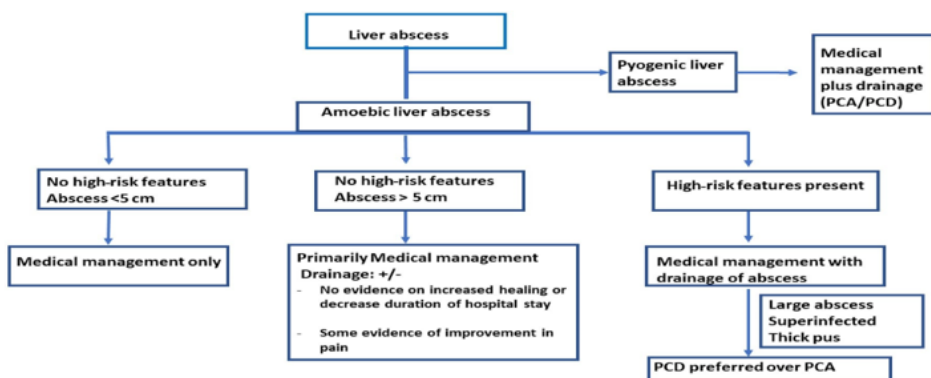 Liver abscess
Pyogenic liver
abscess
Medical
management
plus drainage
(PCA/PCD)
Amoebic liver abscess
No high-risk features
Abscess <5 cm
No high-risk features
Abscess > 5 cm
High-risk features present
Medical management only
Primarily Medical management
Drainage: +/-
- No evidence on increased healing or
decrease duration of hospital stay
- Some evidence of improvement in
pain
Medical management with
drainage of abscess
Large abscess
Superinfected
Thick pus
PCD preferred over PCA